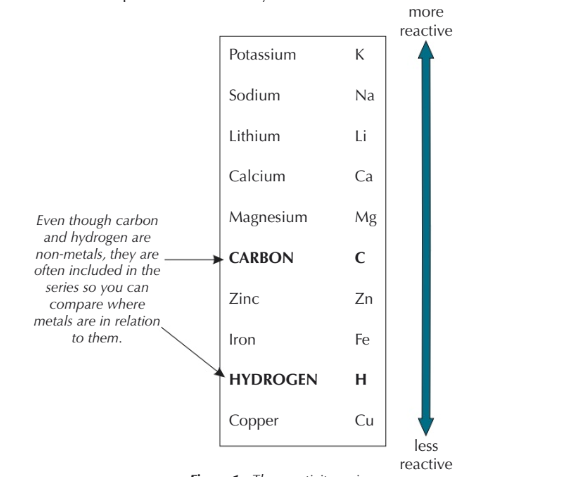 more
reactive
Potassium K
Sodium Na
Lithium Li
Calcium Ca
Magnesium Mg
CARBON C
Zinc Zn
Iron Fe
HYDROGEN H
Copper Cu
Even though carbon
and hydrogen are
non-metals, they are
often included in the
series so you can
compare where
metals are in relation
to them.
less
reactive